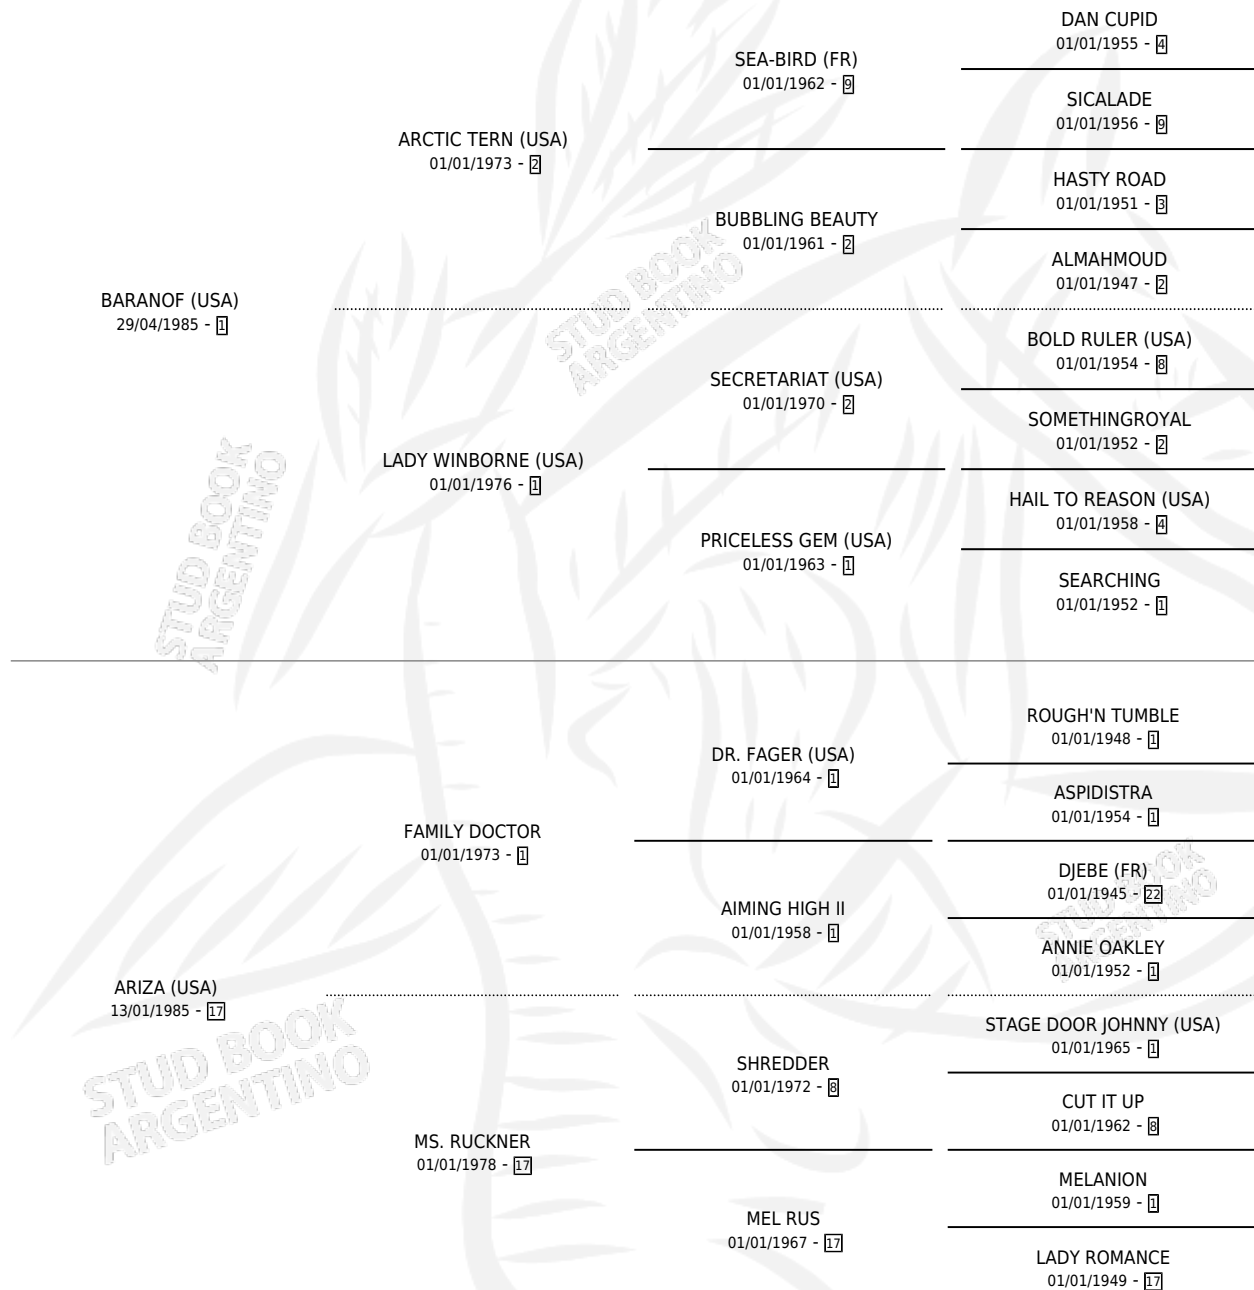 DAN CUPID
01/01/1955 - 4
SEA-BIRD (FR)
01/01/1962 - 9
SICALADE
01/01/1956 - 9
ARCTIC TERN (USA)
01/01/1973 - 2
HASTY ROAD
01/01/1951 - 3
BUBBLING BEAUTY
01/01/1961 - 2
ALMAHMOUD
01/01/1947 - 2
BARANOF (USA)
29/04/1985 - 1
STUD BOOK
ARGENTINO
BOLD RULER (USA)
01/01/1954 - 8
SECRETARIAT (USA)
01/01/1970 - 2
SOMETHINGROYAL
01/01/1952 - 2
LADY WINBORNE (USA)
01/01/1976 - 1
HAIL TO REASON (USA)
01/01/1958 - 4
PRICELESS GEM (USA)
01/01/1963 - 1
SEARCHING
01/01/1952 - 1
STUD BOOK
ARGENTINO
ROUGH'N TUMBLE
01/01/1948 - 1
DR. FAGER (USA)
01/01/1964 - 1
ASPIDISTRA
01/01/1954 - 1
FAMILY DOCTOR
01/01/1973 - 1
DJEBE (FR)
01/01/1945 - 22
AIMING HIGH II
01/01/1958 - 1
ANNIE OAKLEY
01/01/1952 - 1
STUD BOOK
ARGENTINO
ARIZA (USA)
13/01/1985 - 17
STAGE DOOR JOHNNY (USA)
01/01/1965 - 1
SHREDDER
01/01/1972 - 8
CUT IT UP
01/01/1962 - 8
STUD BOOK
ARGENTINO
MS. RUCKNER
01/01/1978 - 17
MELANION
01/01/1959 - 1
MEL RUS
01/01/1967 - 17
LADY ROMANCE
01/01/1949 - 17